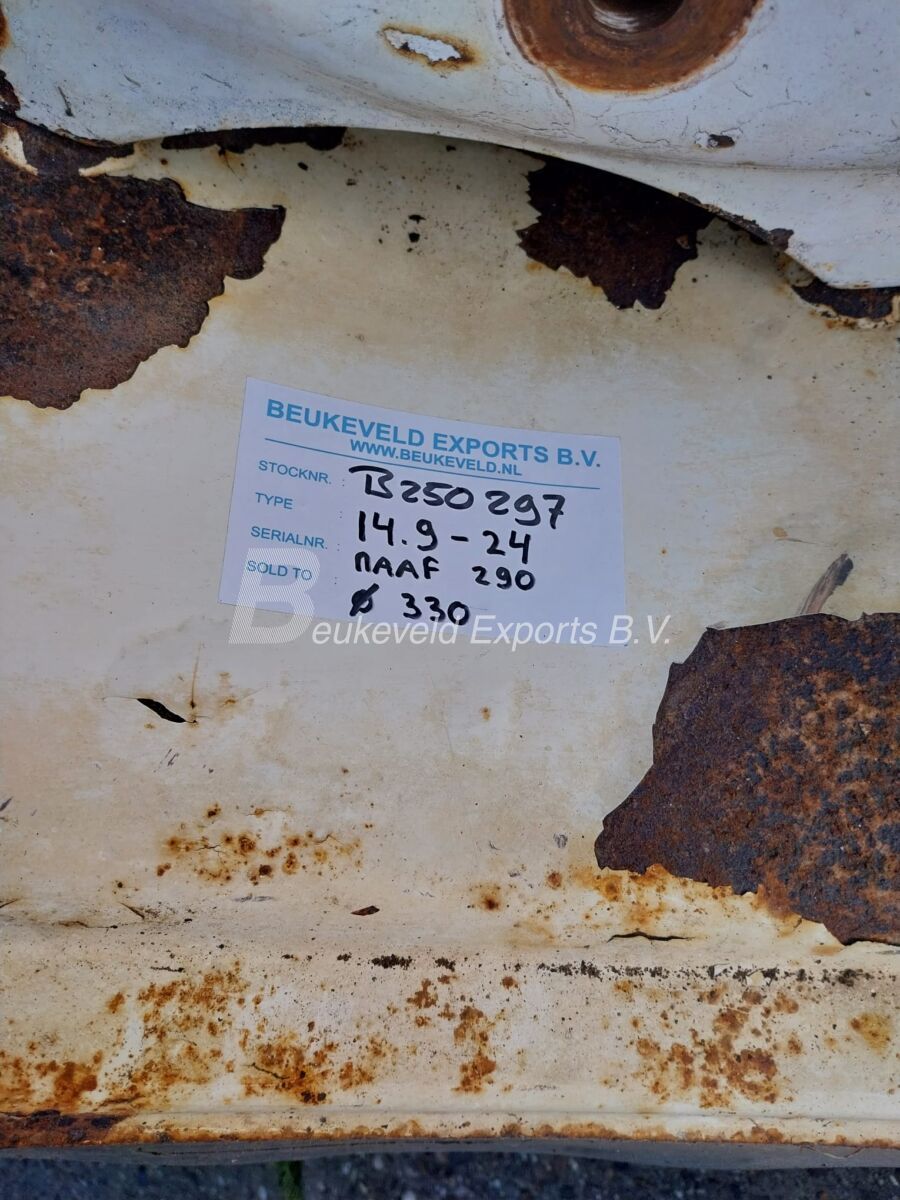 BEUKEVELD EXPORTS B.V.
WWW.BEUKEVELD.NL
STOCKNR. B250297
TYPE 14.9-24
SERIALNR. NAAF 290
SOLD TO Ø 330
Beukeveld Exports B.V.